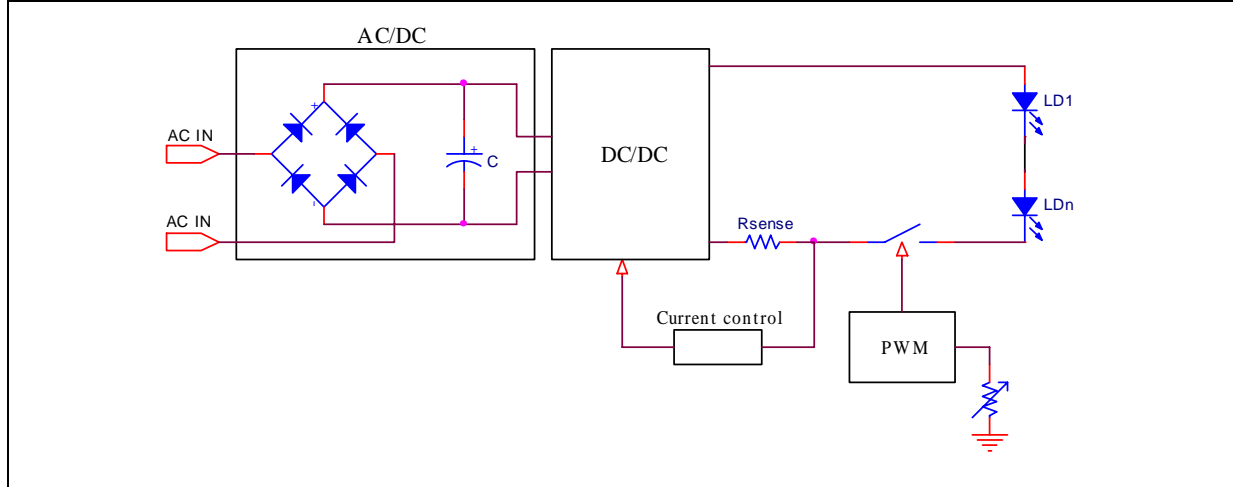 AC/DC
AC IN
+
+
C
-
AC IN
DC/DC
LD1
LDn
Rsense
Current control
PWM